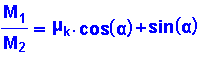 M₁/M₂ = μₖ·cos(α)+sin(α)